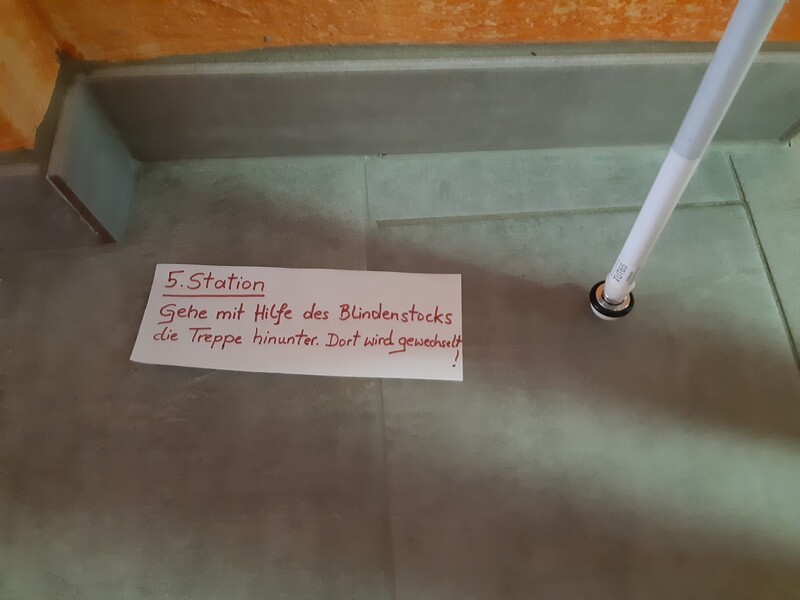 5. Station
Gehe mit Hilfe des Blindenstocks
die Treppe hinunter. Dort wird gewechselt
!